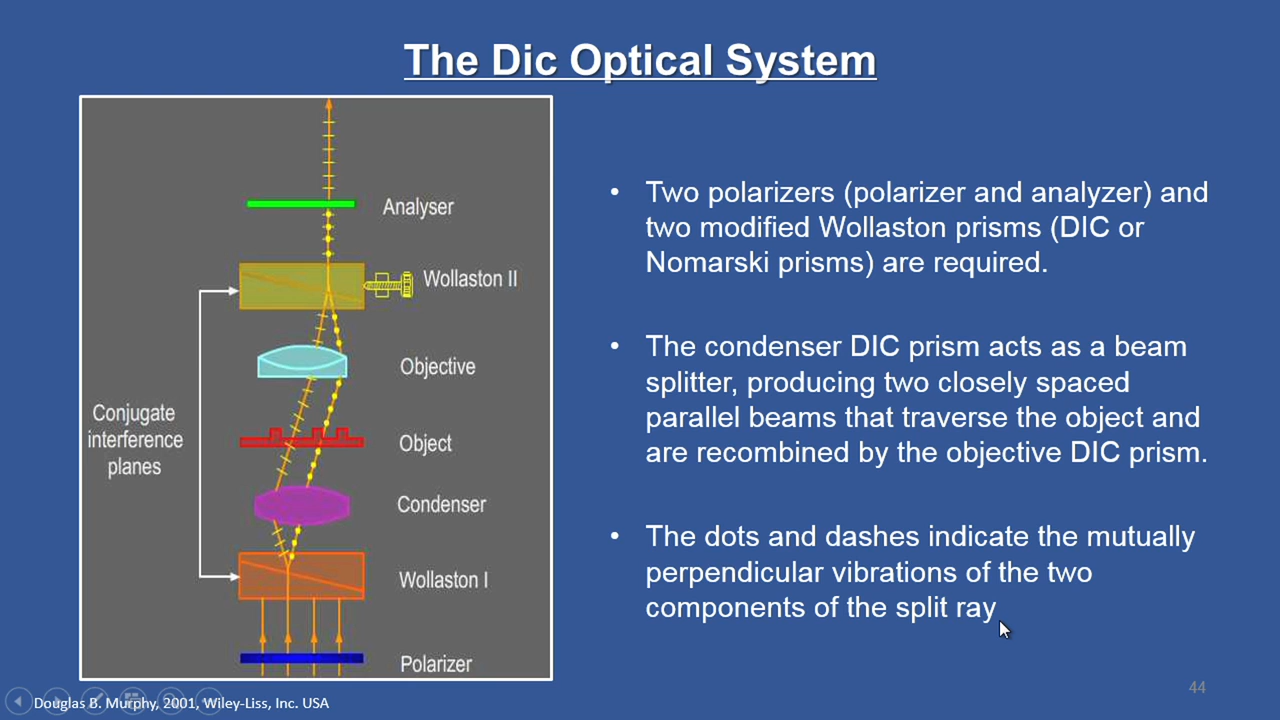 The Dic Optical System
Analyser
Wollaston II
Objective
Conjugate
interference
planes
Object
Condenser
Wollaston I
Polarizer
• Two polarizers (polarizer and analyzer) and
two modified Wollaston prisms (DIC or
Nomarski prisms) are required.
• The condenser DIC prism acts as a beam
splitter, producing two closely spaced
parallel beams that traverse the object and
are recombined by the objective DIC prism.
• The dots and dashes indicate the mutually
perpendicular vibrations of the two
components of the split ray
44
Douglas B. Murphy, 2001, Wiley-Liss, Inc. USA